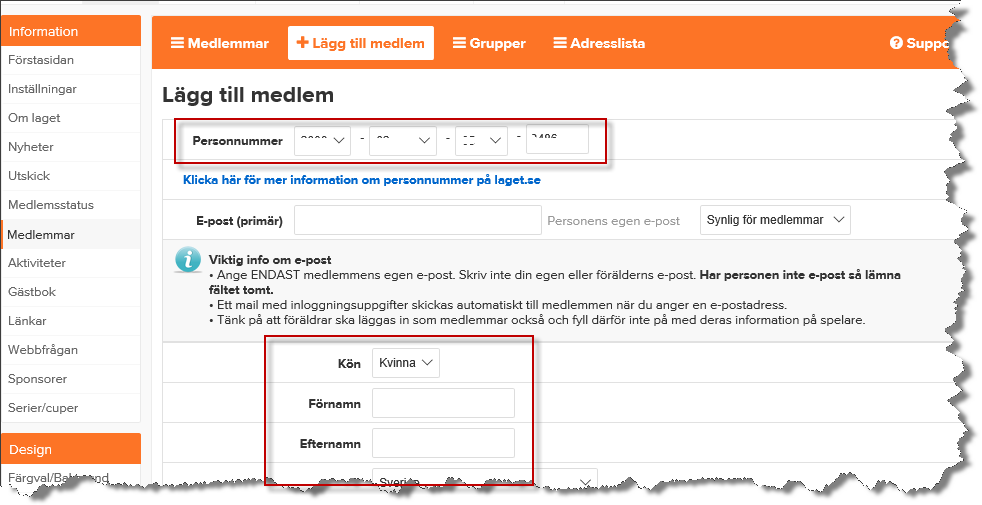 Information
Förstasidan
Inställningar
Om laget
Nyheter
Utskick
Medlemsstatus
Medlemmar
Aktiviteter
Gästbok
Länkar
Webbfrågan
Sponsorer
Serier/cuper
Design
Medlemmar + Lägg till medlem Grupper Adresslista
Lägg till medlem
Personnummer - - -
Klicka här för mer information om personnummer på laget.se
E-post (primär) Personens egen e-post Synlig för medlemmar
Viktig info om e-post
• Ange ENDAST medlemmens egen e-post. Skriv inte din egen eller förälderns e-post. Har personen inte e-post så lämna
fältet tomt.
• Ett mail med inloggningsuppgifter skickas automatiskt till medlemmen när du anger en e-postadress.
• Tänk på att föräldrar ska läggas in som medlemmar också och fyll därför inte på med deras information på spelare.
Kön Kvinna
Förnamn
Efternamn